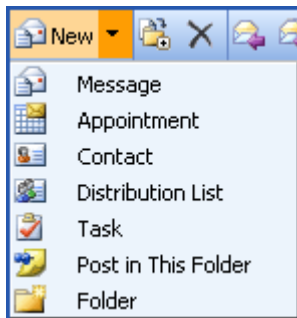 New
Message
Appointment
Contact
Distribution List
Task
Post in This Folder
Folder